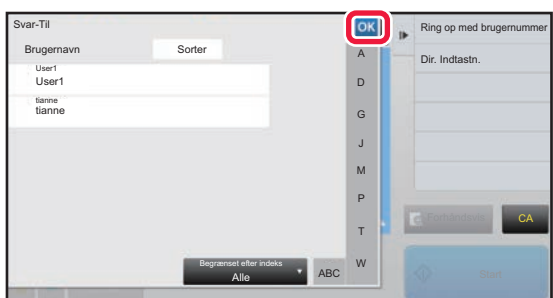 Svar-Til
OK
Brugernavn
Sorter
User1
User1
tianne
tianne
A
D
G
J
M
P
T
W
Begrænset efter indeks
Alle
ABC
Ring op med brugernummer
Dir. Indtastn.
CA
Start